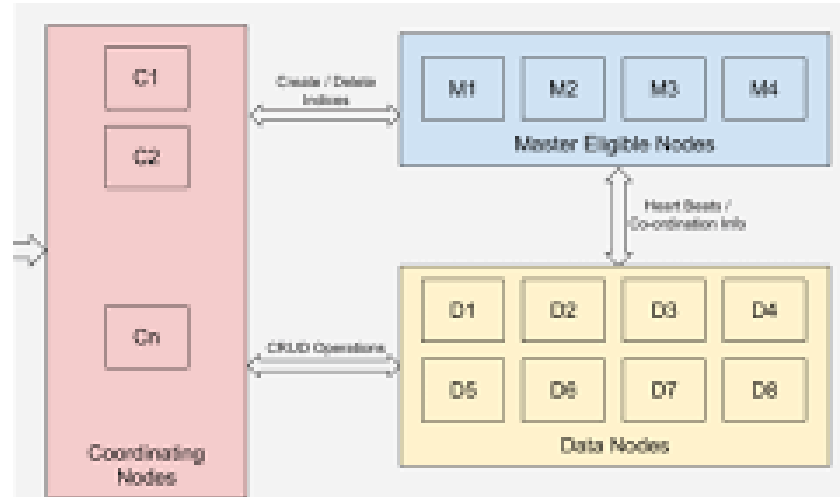 C1
C2
Cn
Coordinating
Nodes
Create / Delete
Indices
CRUD Operations
M1 M2 M3 M4
Master Eligible Nodes
Heart Beats /
Co-ordination Info
D1 D2 D3 D4
D5 D6 D7 D8
Data Nodes